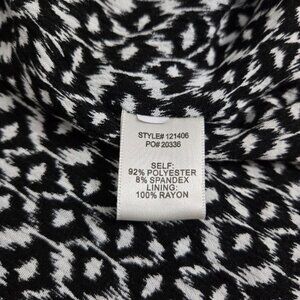 STYLE# 121406
PO# 20336
SELF:
92% POLYESTER
8% SPANDEX
LINING:
100% RAYON